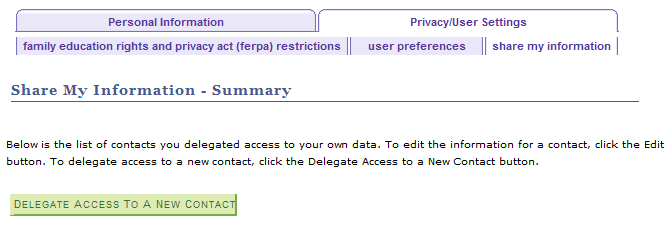 Personal Information Privacy/User Settings
family education rights and privacy act (ferpa) restrictions user preferences share my information
Share My Information - Summary
Below is the list of contacts you delegated access to your own data. To edit the information for a contact, click the Edit
button. To delegate access to a new contact, click the Delegate Access to a New Contact button.
DELEGATE ACCESS TO A NEW CONTACT